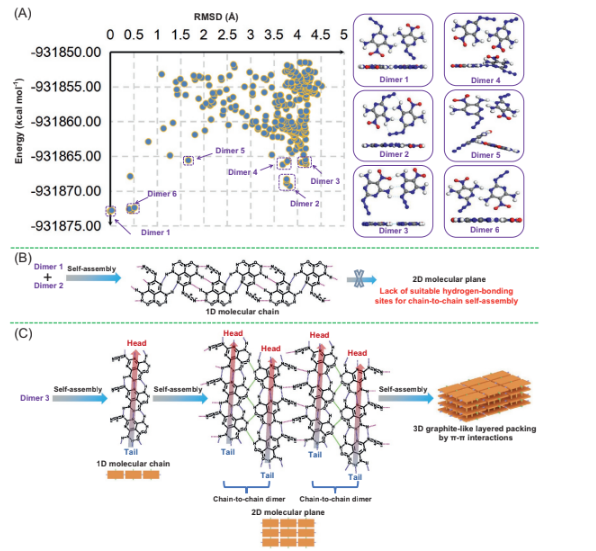 (A)
RMSD (Å)
0 0.5 1 1.5 2 2.5 3 3.5 4 4.5 5
Energy (kcal mol⁻¹)
-931850.00
-931855.00
-931860.00
-931865.00
-931870.00
-931875.00
Dimer 5
Dimer 4
Dimer 3
Dimer 6
Dimer 2
Dimer 1
Dimer 1
Dimer 4
Dimer 2
Dimer 5
Dimer 3
Dimer 6
(B)
Dimer 1
+
Dimer 2
Self-assembly
1D molecular chain
2D molecular plane
Lack of suitable hydrogen-bonding
sites for chain-to-chain self-assembly
(C)
Dimer 3
Self-assembly
Head
Tail
1D molecular chain
Self-assembly
Head
Head
Head
Head
Tail
Tail
Tail
Tail
Chain-to-chain dimer
Chain-to-chain dimer
2D molecular plane
Self-assembly
3D graphite-like layered packing
by π-π interactions